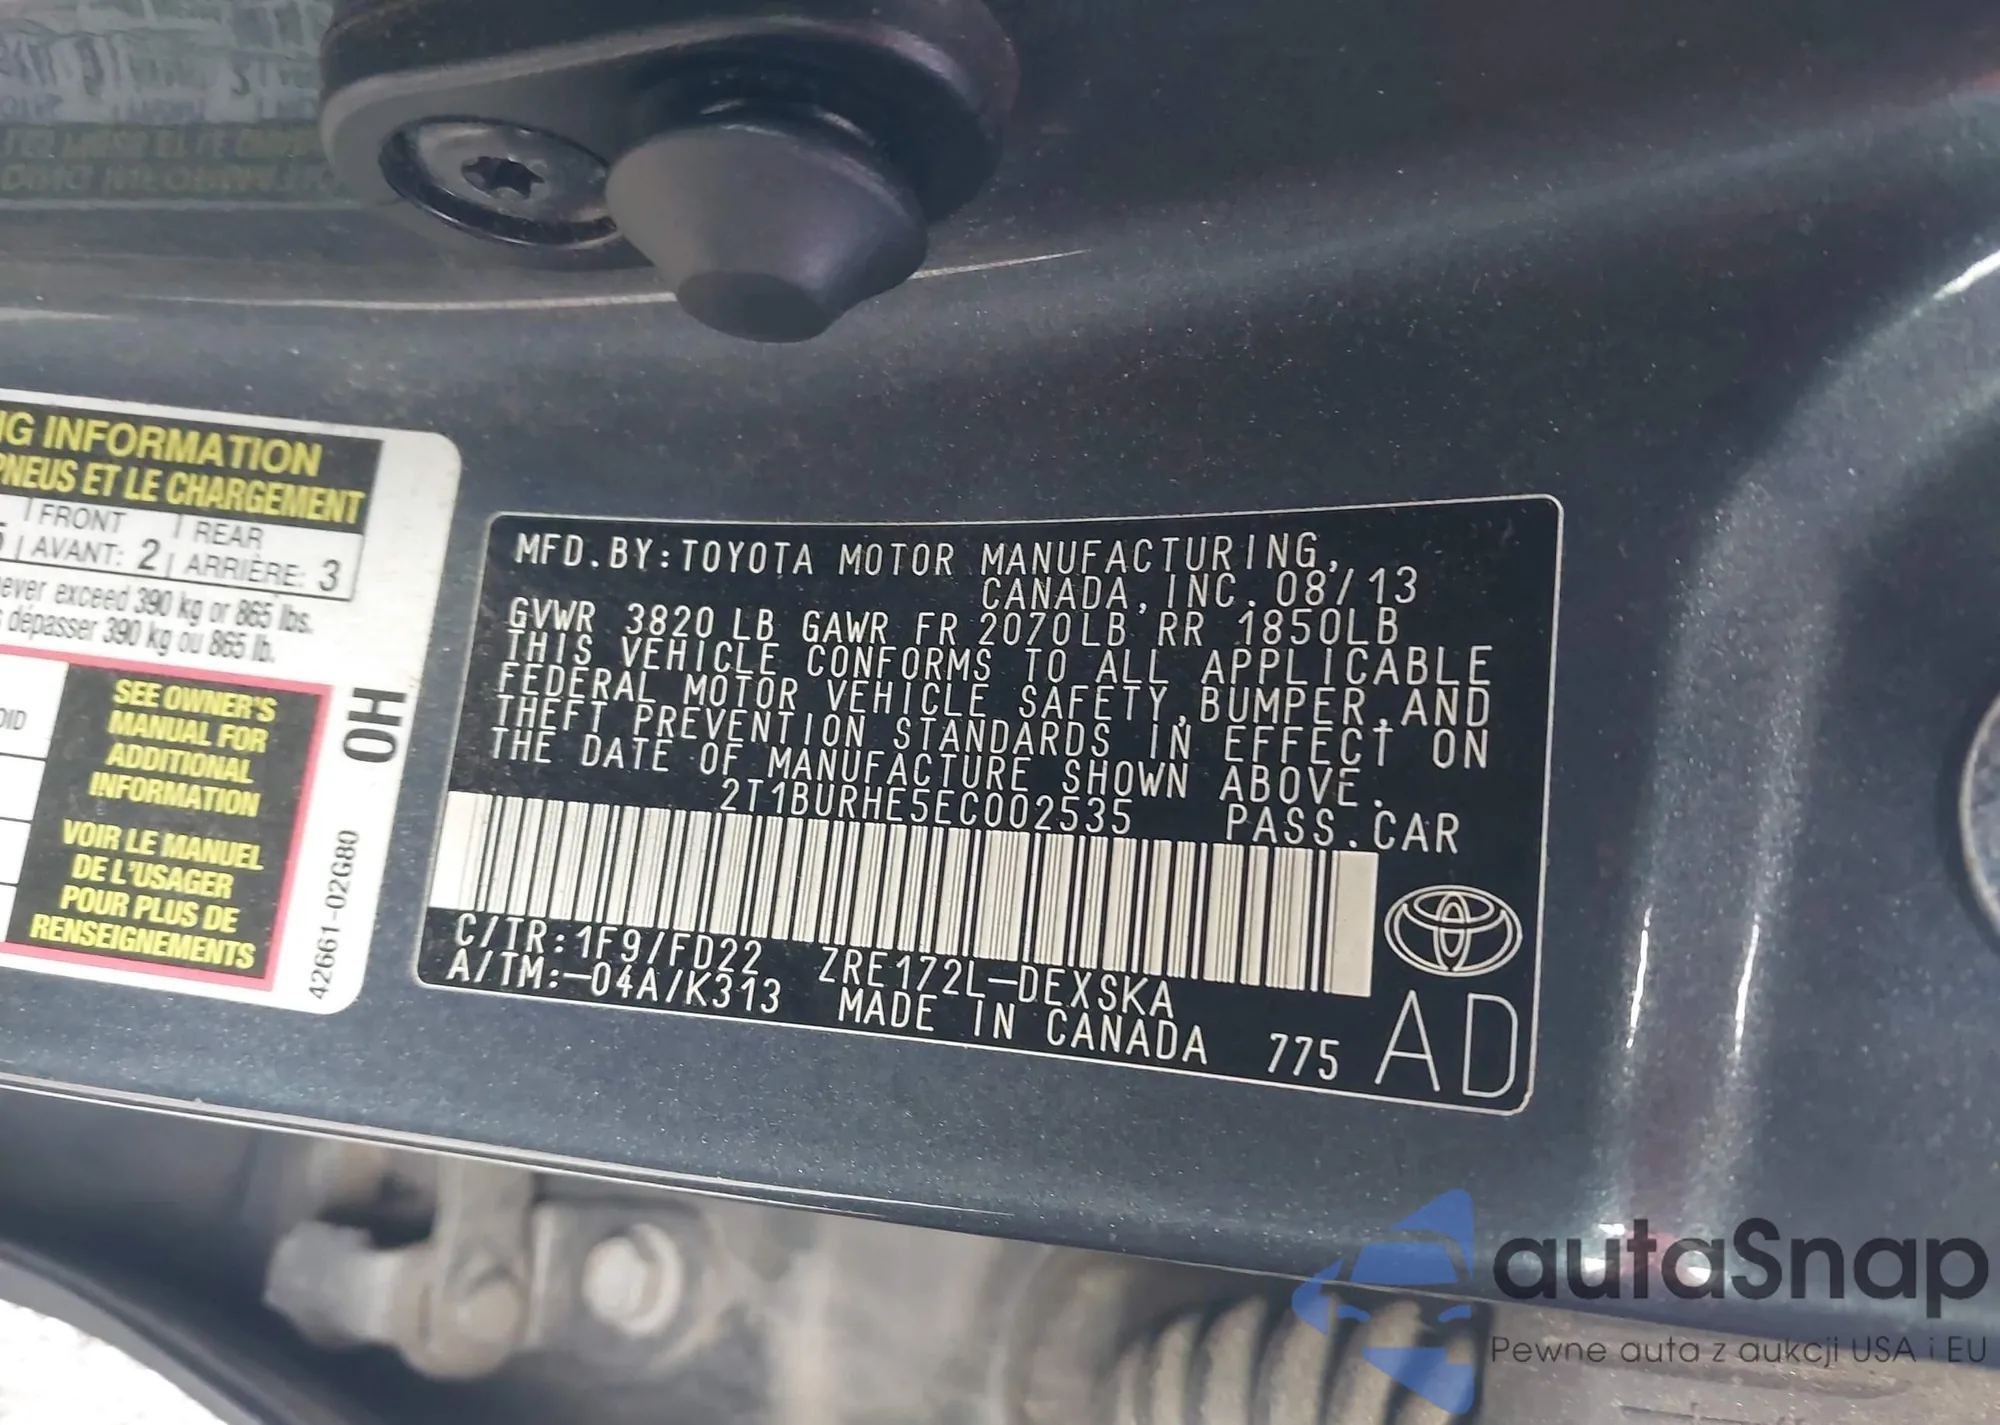 NG INFORMATION
PNEUS ET LE CHARGEMENT
FRONT REAR
AVANT: 2 ARRIÈRE: 3
never exceed 390 kg or 865 lbs.
dépasser 390 kg ou 865 lb.
SEE OWNER'S
MANUAL FOR
ADDITIONAL
INFORMATION
VOIR LE MANUEL
DE L'USAGER
POUR PLUS DE
RENSEIGNEMENTS
OH
42661-02G80
MFD.BY:TOYOTA MOTOR MANUFACTURING,
CANADA,INC. 08/13
GVWR 3820 LB GAWR FR 2070LB RR 1850LB
THIS VEHICLE CONFORMS TO ALL APPLICABLE
FEDERAL MOTOR VEHICLE SAFETY,BUMPER,AND
THEFT PREVENTION STANDARDS IN EFFECT ON
THE DATE OF MANUFACTURE SHOWN ABOVE.
2T1BURHE5EC002535 PASS.CAR
C/TR:1F9/FD22 ZRE172L-DEXSKA
A/TM:-04A/K313 MADE IN CANADA 775
AD
autaSnap
Pewne auta z aukcji USA i EU